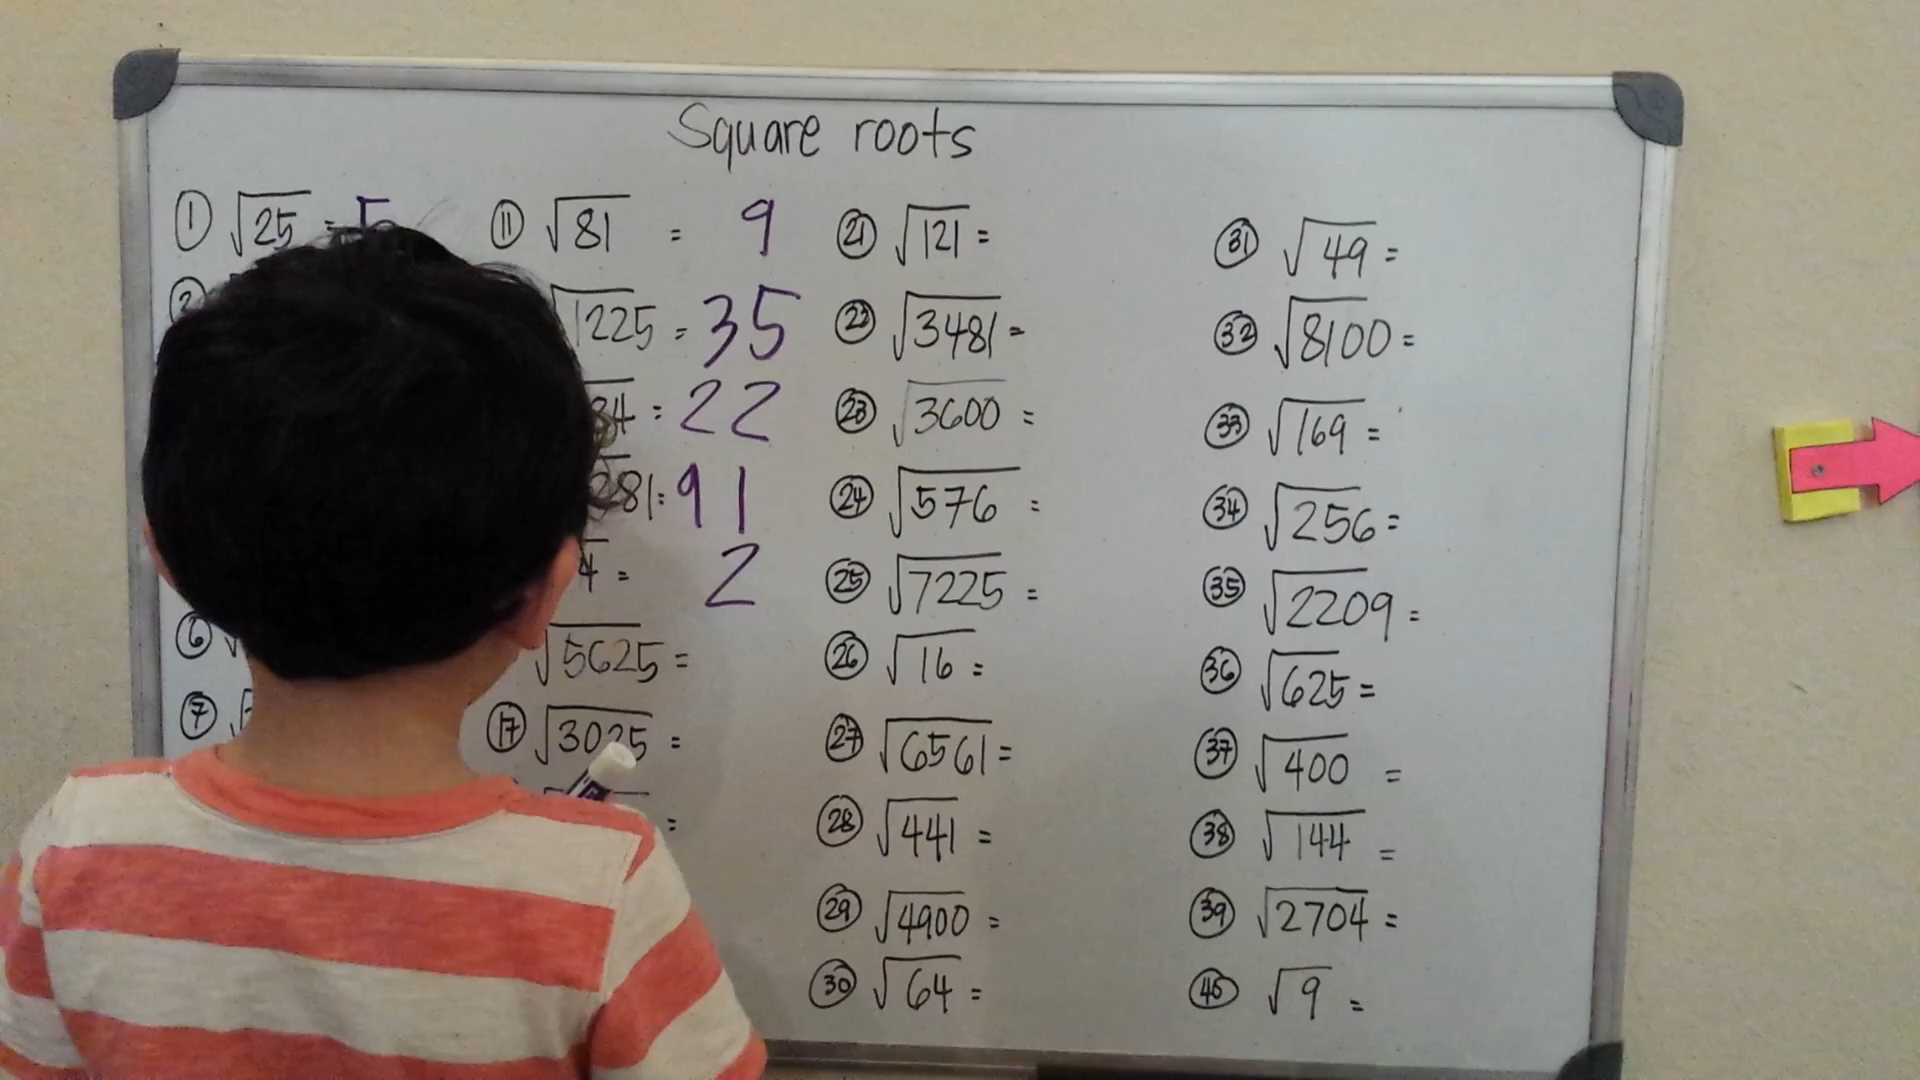 Square roots
① √25 = 5
⑥ √
⑦ √
⑪ √81 = 9
√1225 = 35
84 = 22
281 = 91
4 = 2
√5625 =
⑰ √3025 =
=
㉑ √121 =
㉒ √3481 =
㉓ √3600 =
㉔ √576 =
㉕ √7225 =
㉖ √16 =
㉗ √6561 =
㉘ √441 =
㉙ √4900 =
㉚ √64 =
㉛ √49 =
㉜ √8100 =
㉝ √169 =
㉞ √256 =
㉟ √2209 =
㊱ √625 =
㊲ √400 =
㊳ √144 =
㊴ √2704 =
㊵ √9 =